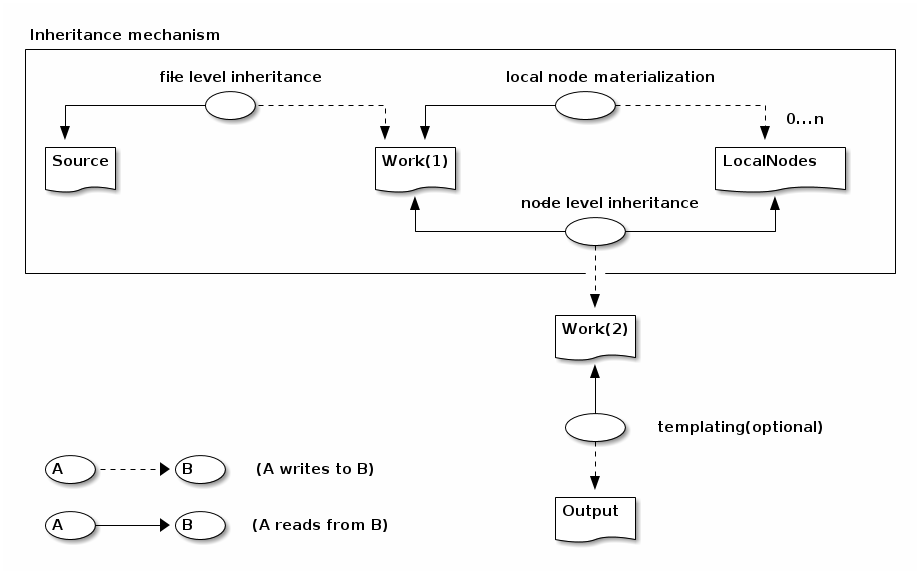 Inheritance mechanism
file level inheritance
local node materialization
0...n
Source
Work(1)
LocalNodes
node level inheritance
Work(2)
templating(optional)
A
B
(A writes to B)
Output
A
B
(A reads from B)